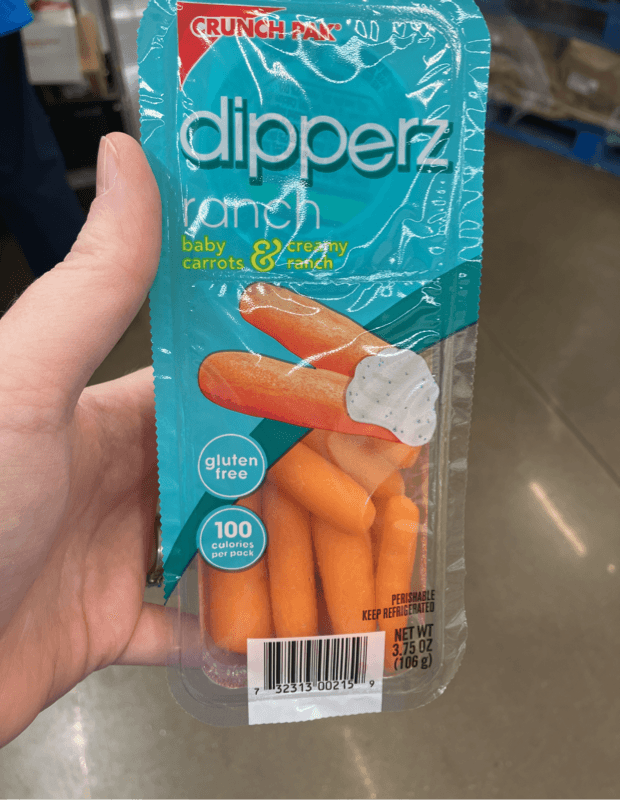 CRUNCH PAK
dipperz
ranch
baby carrots & creamy ranch
gluten
free
100
calories
per pack
PERISHABLE
KEEP REFRIGERATED
NET WT
3.75 OZ
(106 g)
7 32313 00215 9